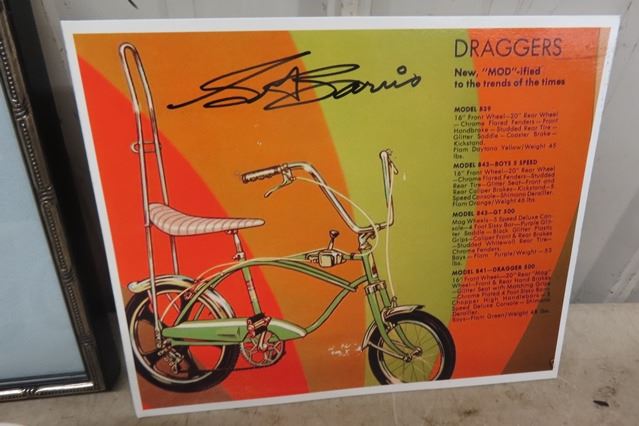 DRAGGERS
New, "MOD"-ified
to the trends of the times
MODEL 839
16" Front Wheel—20" Rear Wheel
—Chrome Flared Fenders—Front
Handbrake—Studded Rear Tire—
Glitter Saddle—Coaster Brake—
Kickstand.
Flam Daytona Yellow/Weight 45
lbs.
MODEL 842—BOYS 5 SPEED
16" Front Wheel—20" Rear Wheel
—Chrome Flared Fenders—Studded
Rear Tire—Glitter Seat—Front and
Rear Caliper Brakes—Kickstand—5
Speed Console—Shimano Derailler.
Flam Orange/Weight 48 lbs
MODEL 843—GT 500
Mag Wheels—5 Speed Deluxe Con-
sole—4 Foot Sissy Bar—Purple Glit-
ter Saddle—Black Glitter Plastic
Grips—Caliper Front & Rear Brakes
—Studded Whitewall Rear Tire—
Chrome Fenders.
Boys—Flam Purple/Weight—53
lbs.
MODEL 841—DRAGGER 500
16" Front Wheel—20" Rear "Mag"
Wheel—Front & Rear Hand Brakes
—Glitter Seat with Matching Grips
—Chrome Plated 4 Foot Sissy Bar
Chopper High Handlebars—5
Speed Deluxe Console—Shimano
Derailleur.
Boys—Flam Green/Weight 48 lbs.